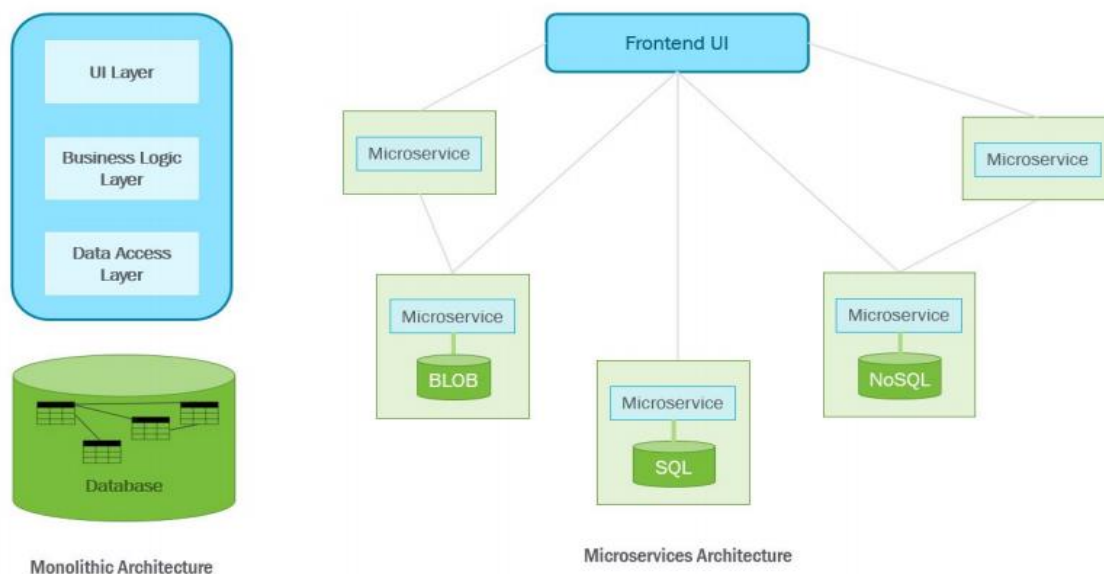 UI Layer
Business Logic
Layer
Data Access
Layer
Database
Monolithic Architecture
Frontend UI
Microservice
Microservice
Microservice
BLOB
Microservice
SQL
Microservice
NoSQL
Microservices Architecture